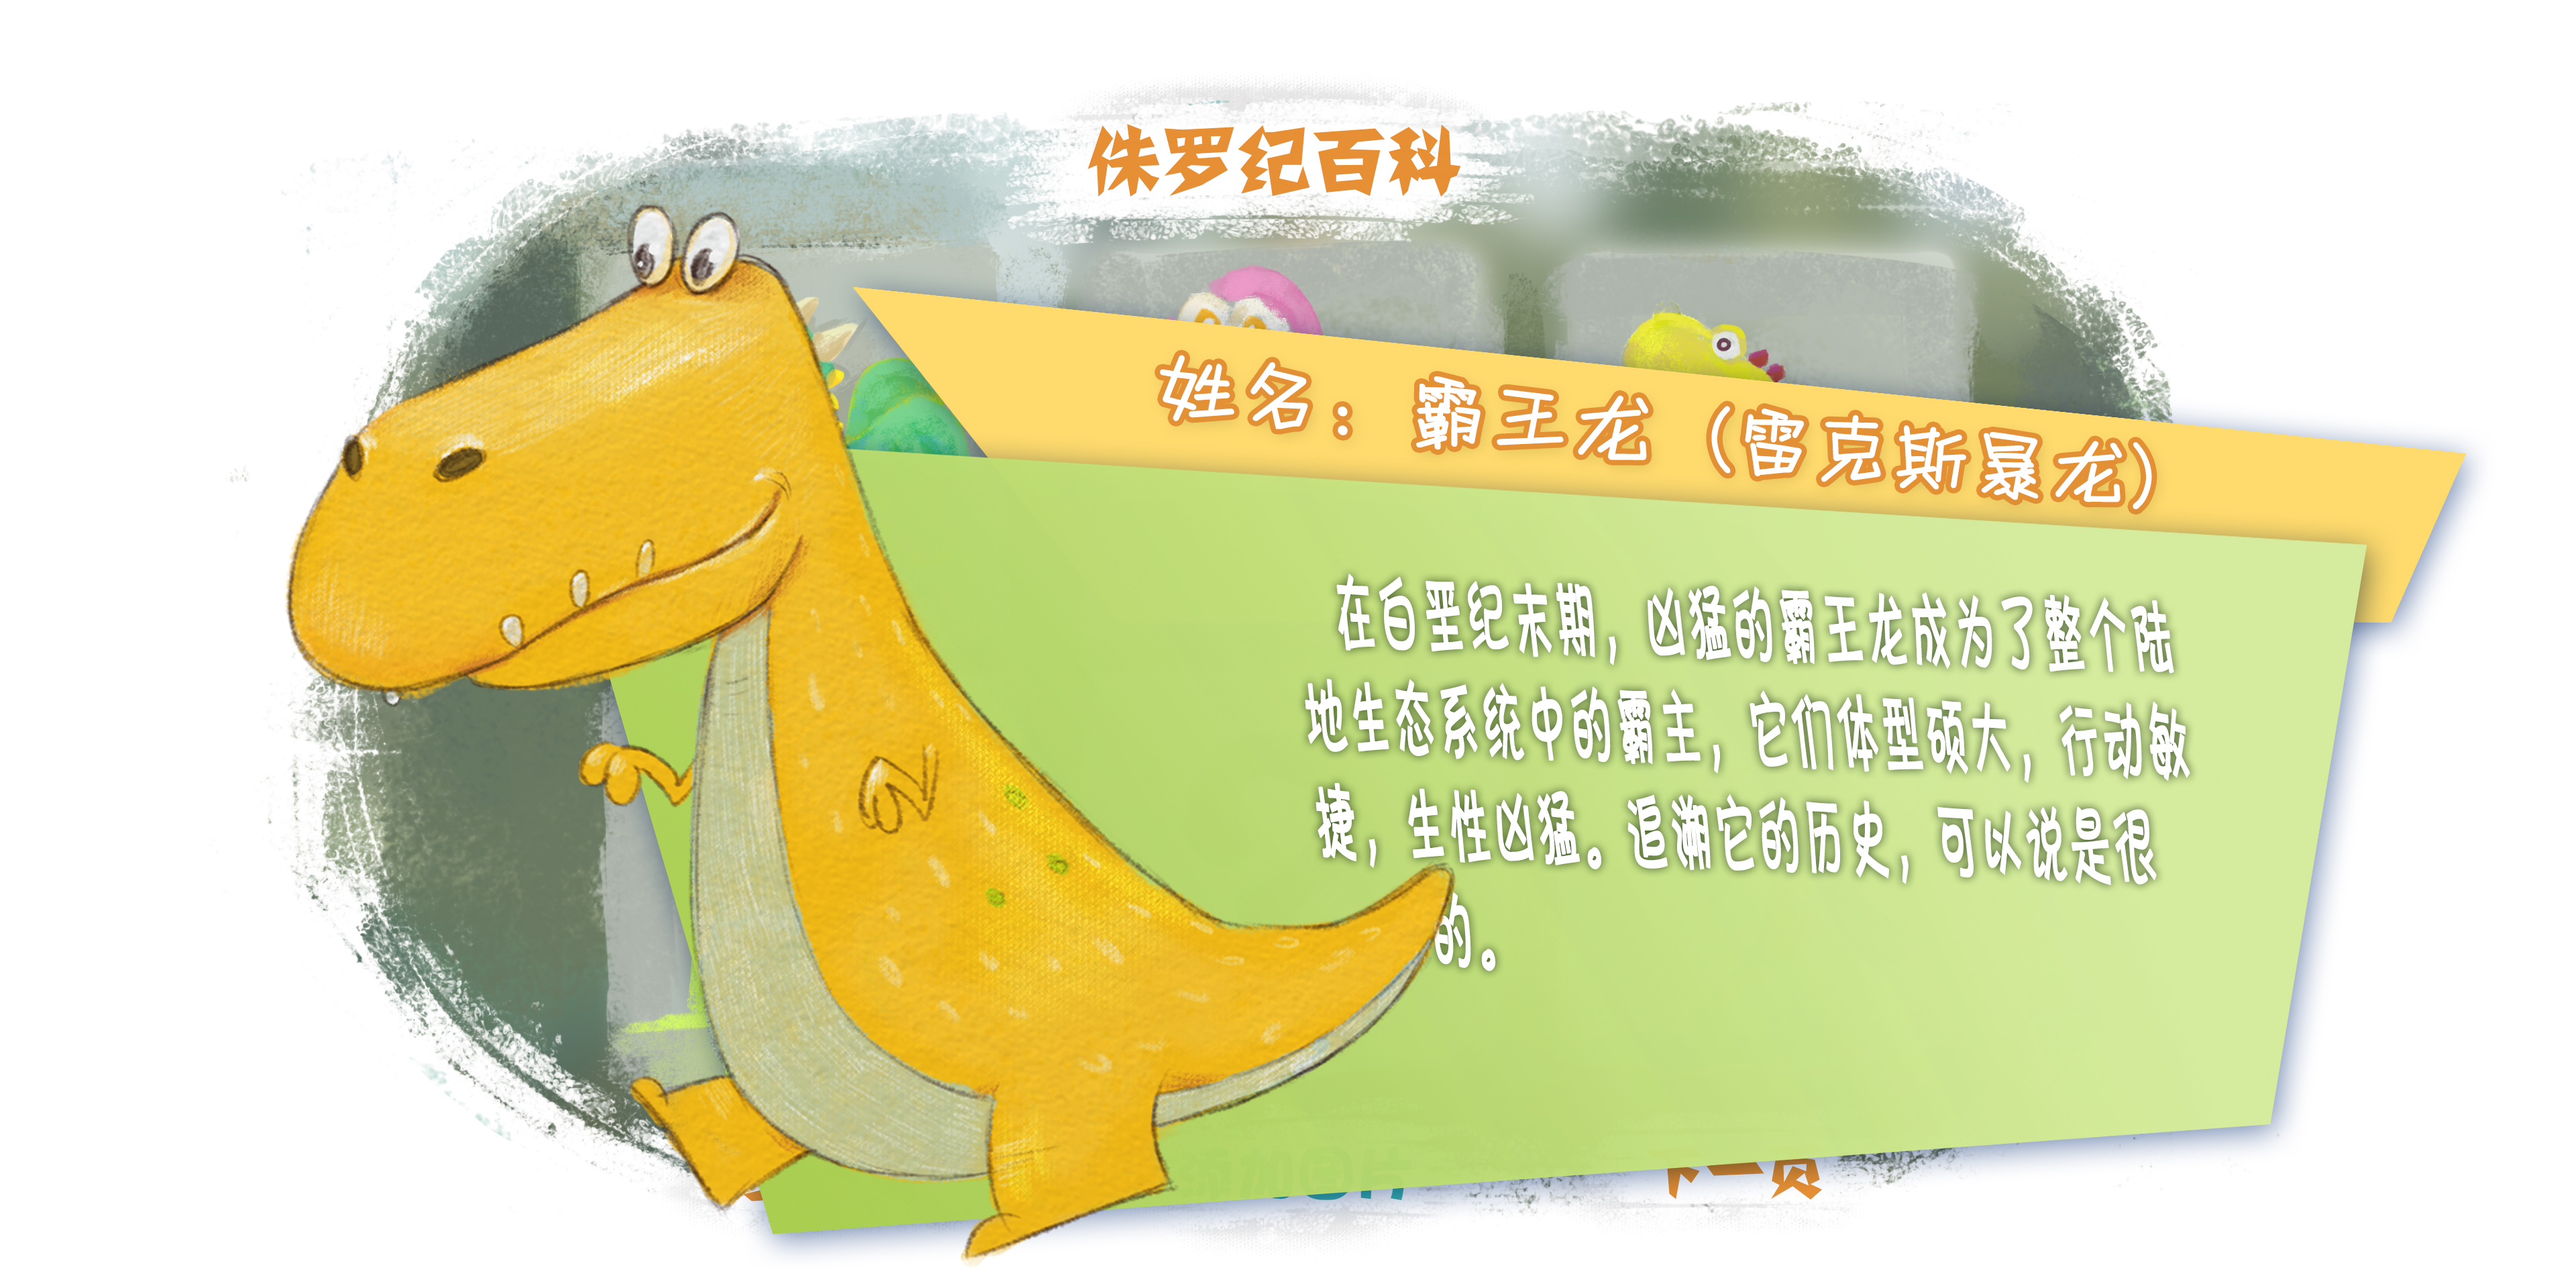 侏罗纪百科
姓名：霸王龙（雷克斯暴龙）
在白垩纪末期，凶猛的霸王龙成为了整个陆
地生态系统中的霸主，它们体型硕大，行动敏
捷，生性凶猛。追溯它的历史，可以说是很
的。